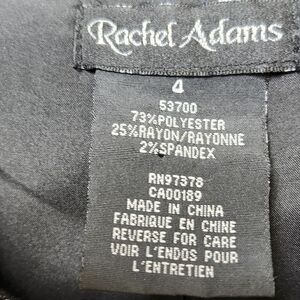 Rachel Adams
4
53700
73%POLYESTER
25%RAYON/RAYONNE
2%SPANDEX
RN97378
CA00189
MADE IN CHINA
FABRIQUE EN CHINE
REVERSE FOR CARE
VOIR L'ENDOS POUR
L'ENTRETIEN